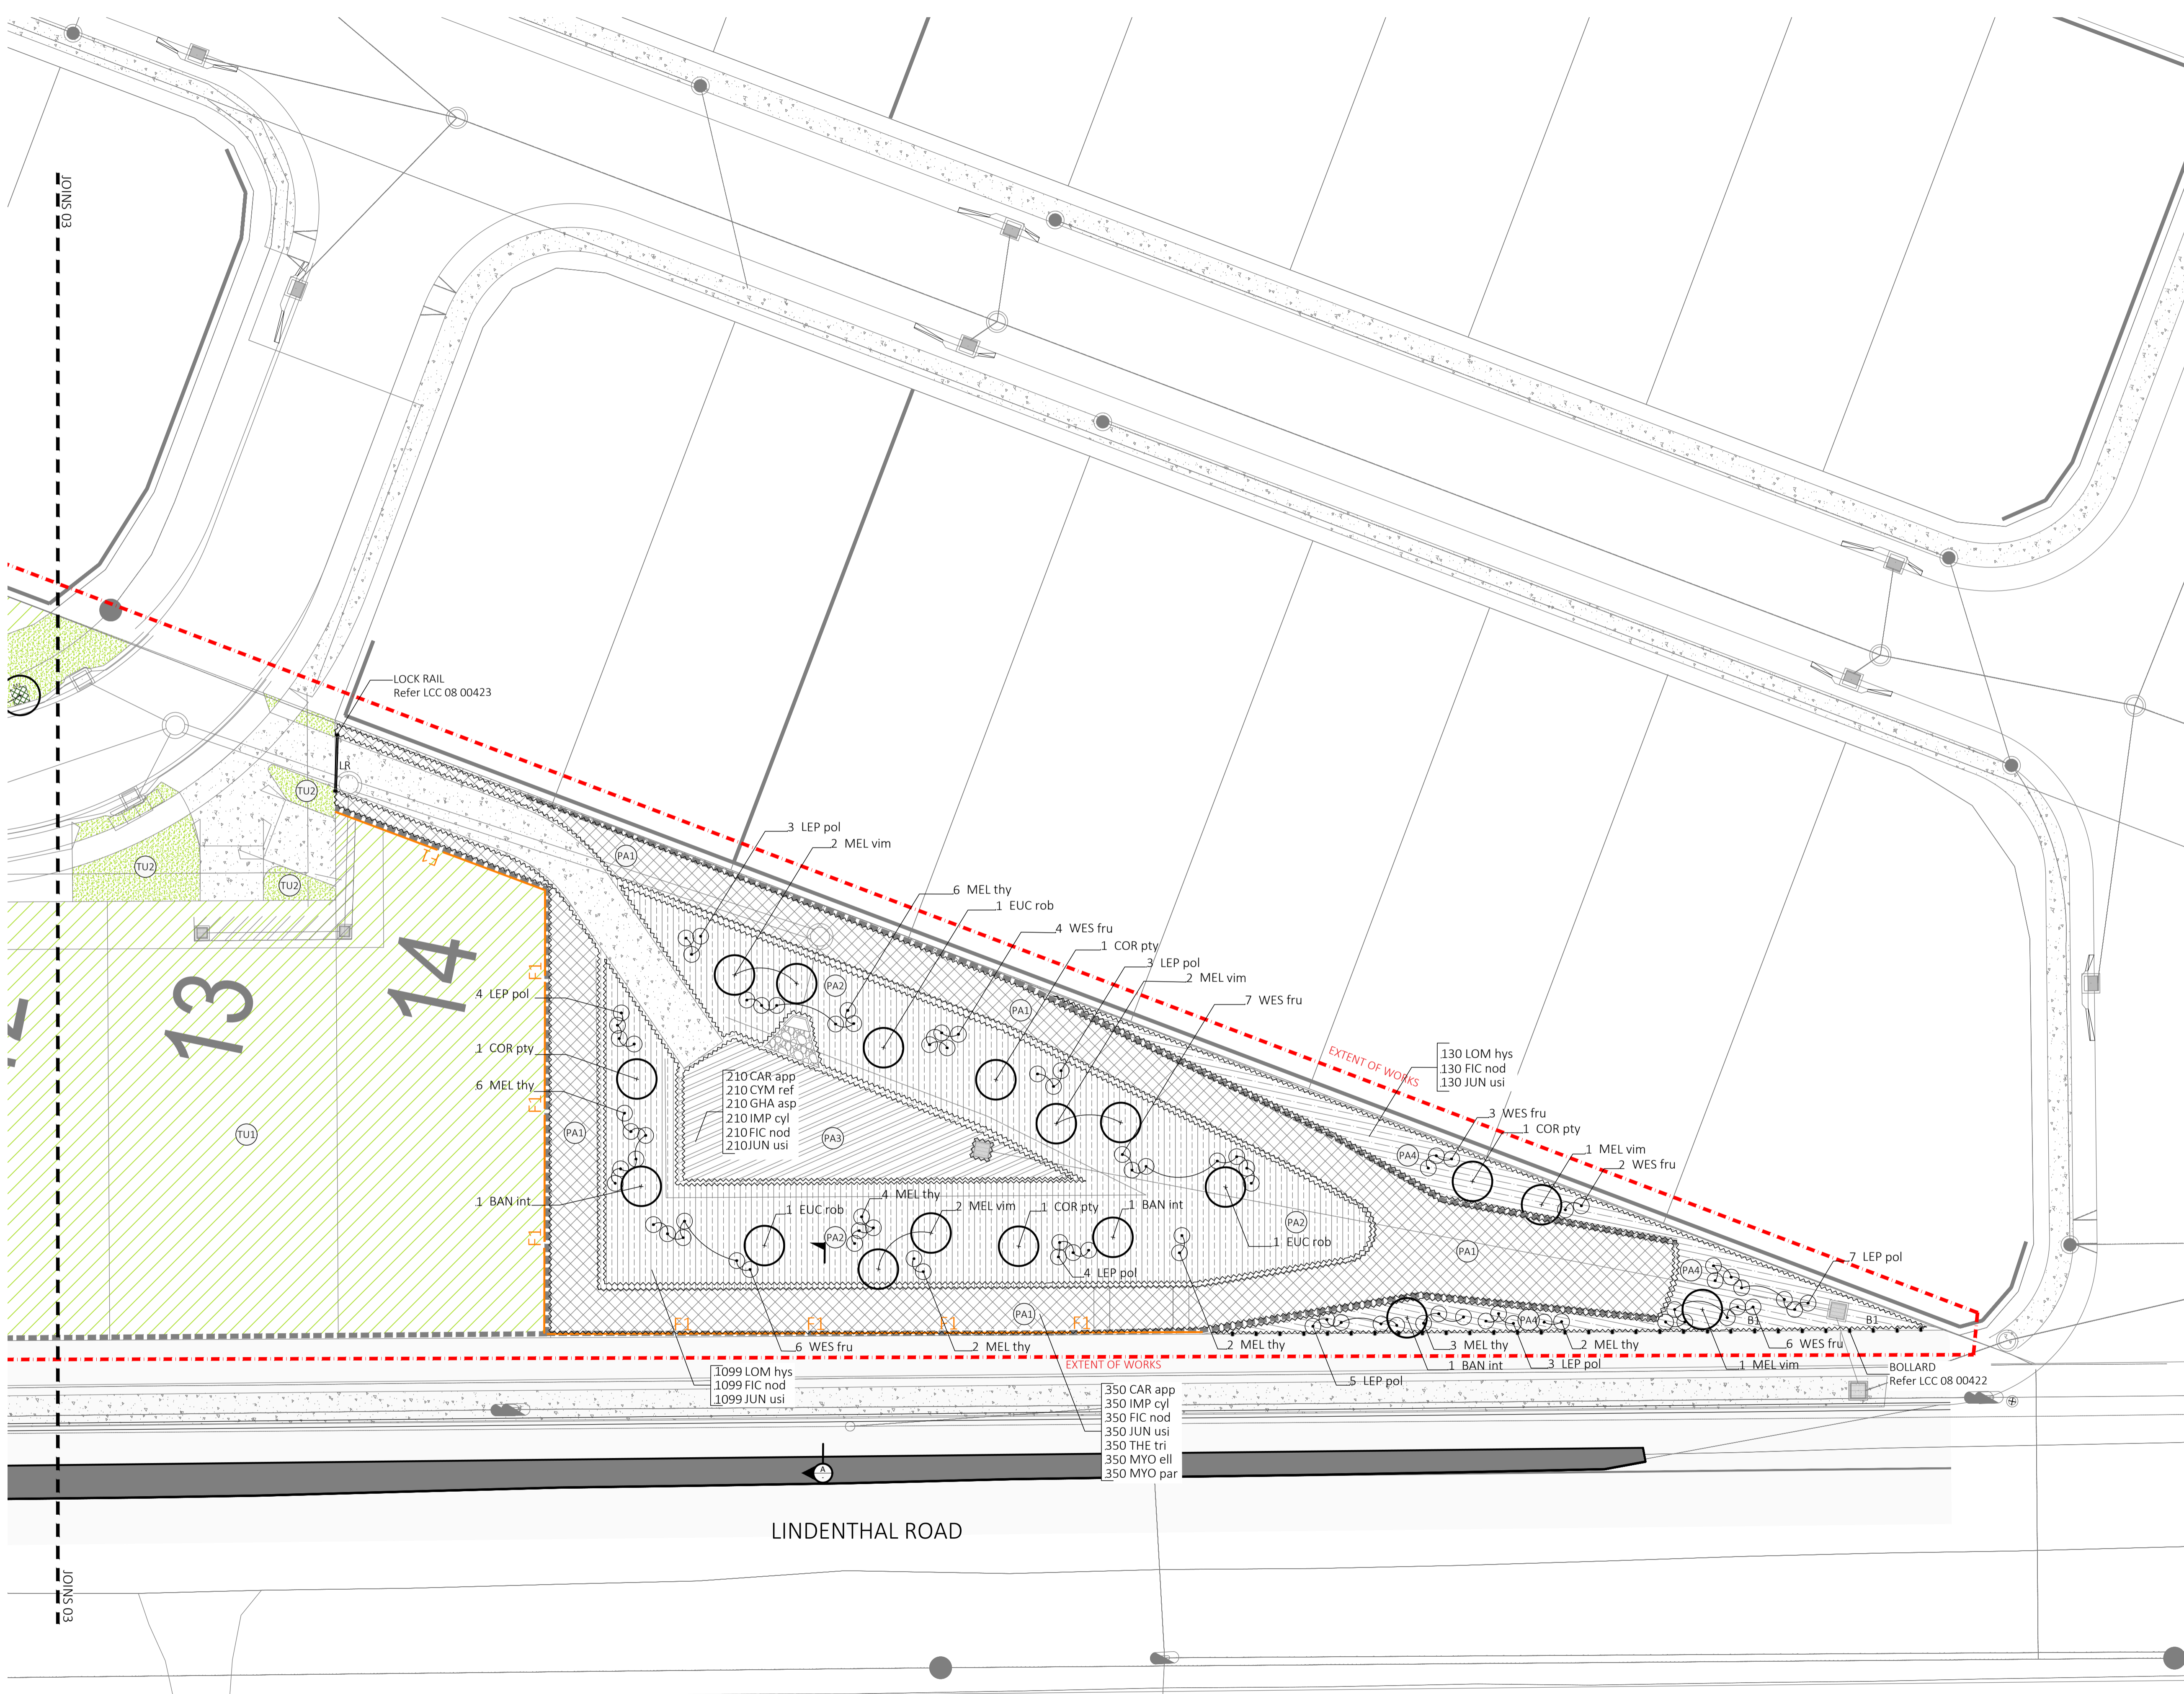 JOINS 03
LOCK RAIL
Refer LCC 08 00423
LR
TU2
TU2
TU2
F1
PA1
3 LEP pol
2 MEL vim
6 MEL thy
1 EUC rob
4 WES fru
1 COR pty
3 LEP pol
2 MEL vim
7 WES fru
13
14
F1
4 LEP pol
PA2
PA1
1 COR pty
6 MEL thy
F1
TU1
PA1
210 CAR app
210 CYM ref
210 GHA asp
210 IMP cyl
210 FIC nod
210 JUN usi
PA3
EXTENT OF WORKS
130 LOM hys
130 FIC nod
130 JUN usi
3 WES fru
1 COR pty
PA4
1 MEL vim
2 WES fru
1 BAN int
F1
1 EUC rob
PA2
4 MEL thy
2 MEL vim
1 COR pty
1 BAN int
PA2
1 EUC rob
4 LEP pol
PA1
PA4
7 LEP pol
F1
F1
F1
F1
PA1
PA4
B1
B1
6 WES fru
2 MEL thy
2 MEL thy
3 MEL thy
2 MEL thy
6 WES fru
EXTENT OF WORKS
1 BAN int
3 LEP pol
1 MEL vim
5 LEP pol
BOLLARD
Refer LCC 08 00422
1099 LOM hys
1099 FIC nod
1099 JUN usi
350 CAR app
350 IMP cyl
350 FIC nod
350 JUN usi
350 THE tri
350 MYO ell
350 MYO par
A
LINDENTHAL ROAD
JOINS 03